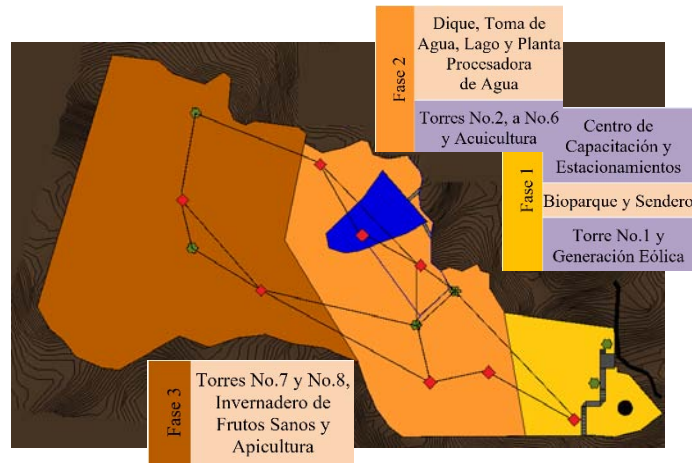 Fase 2
Dique, Toma de
Agua, Lago y Planta
Procesadora
de Agua
Torres No.2, a No.6
y Acuicultura
Fase 1
Centro de
Capacitación y
Estacionamientos
Bioparque y Sendero
Torre No.1 y
Generación Eólica
Fase 3
Torres No.7 y No.8,
Invernadero de
Frutos Sanos y
Apicultura